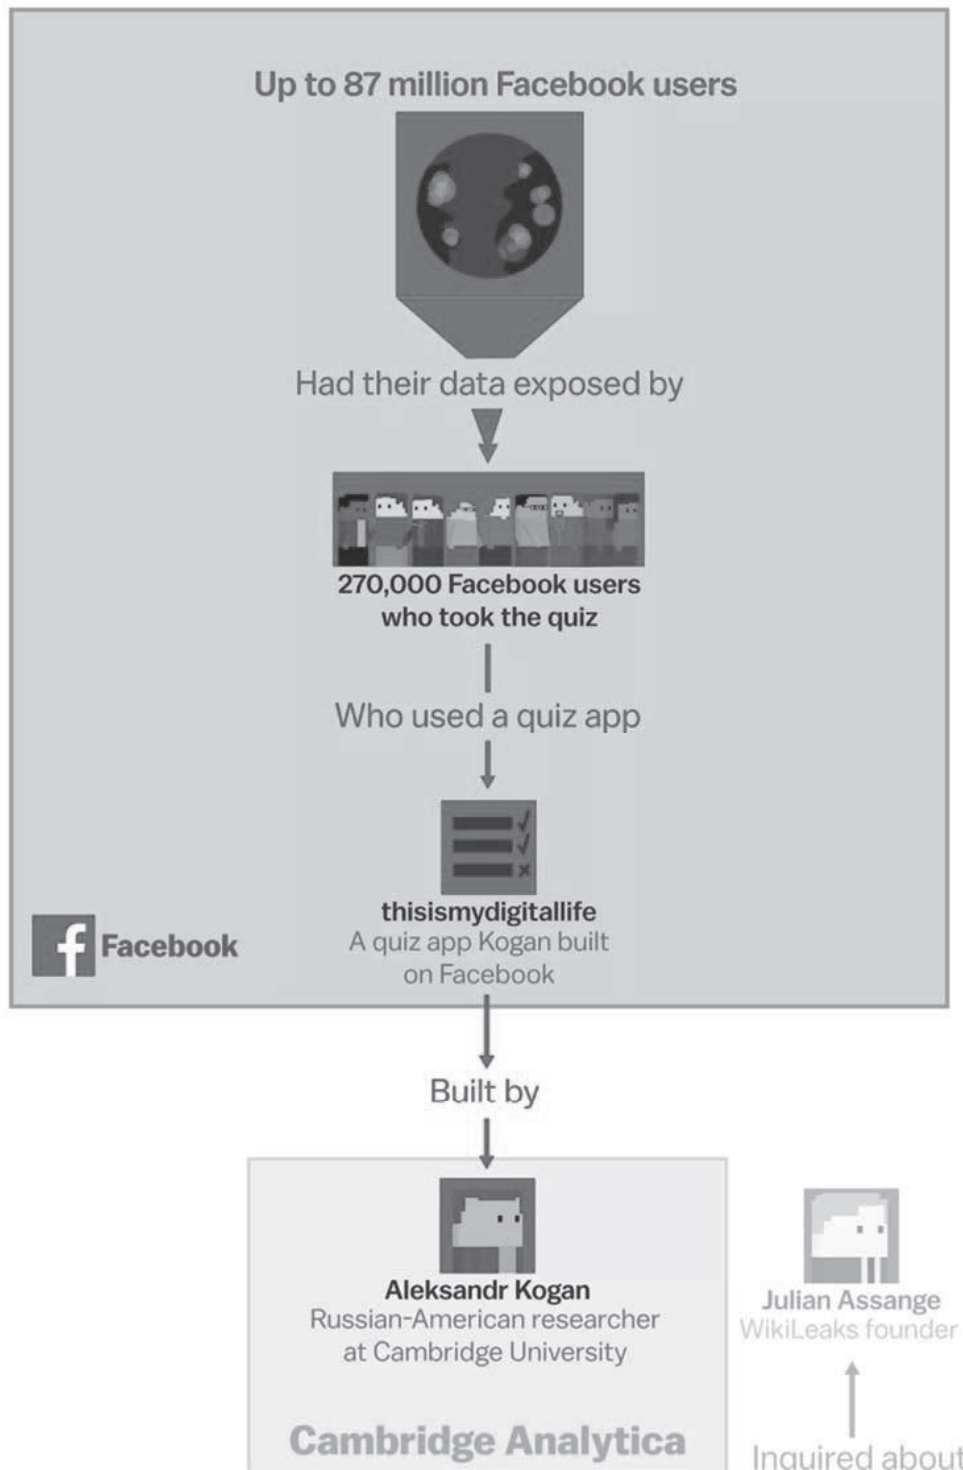 Up to 87 million Facebook users
Had their data exposed by
270,000 Facebook users
who took the quiz
Who used a quiz app
thisismydigitallife
A quiz app Kogan built
on Facebook
f Facebook
Built by
Aleksandr Kogan
Russian-American researcher
at Cambridge University
Julian Assange
WikiLeaks founder
Cambridge Analytica
Inquired about